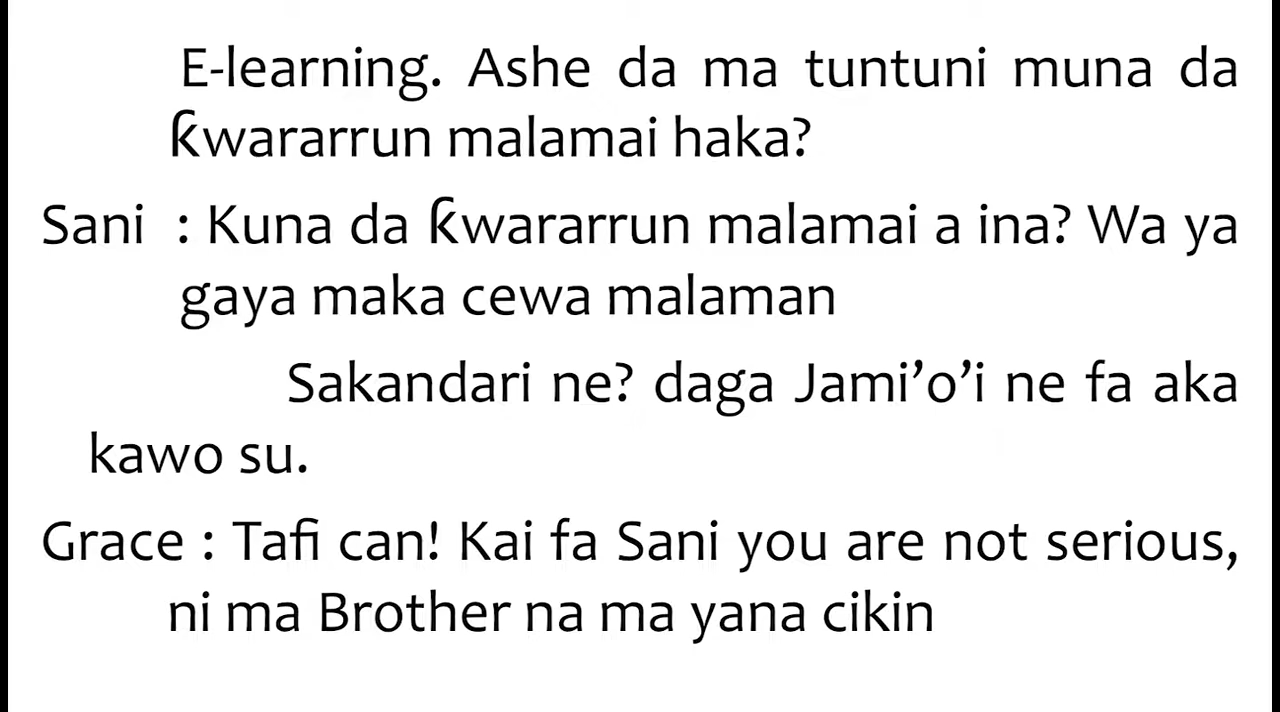 E-learning. Ashe da ma tuntuni muna da
ƙwararrun malamai haka?
Sani : Kuna da ƙwararrun malamai a ina? Wa ya
gaya maka cewa malaman
Sakandari ne? daga Jami’o’i ne fa aka
kawo su.
Grace : Tafi can! Kai fa Sani you are not serious,
ni ma Brother na ma yana cikin